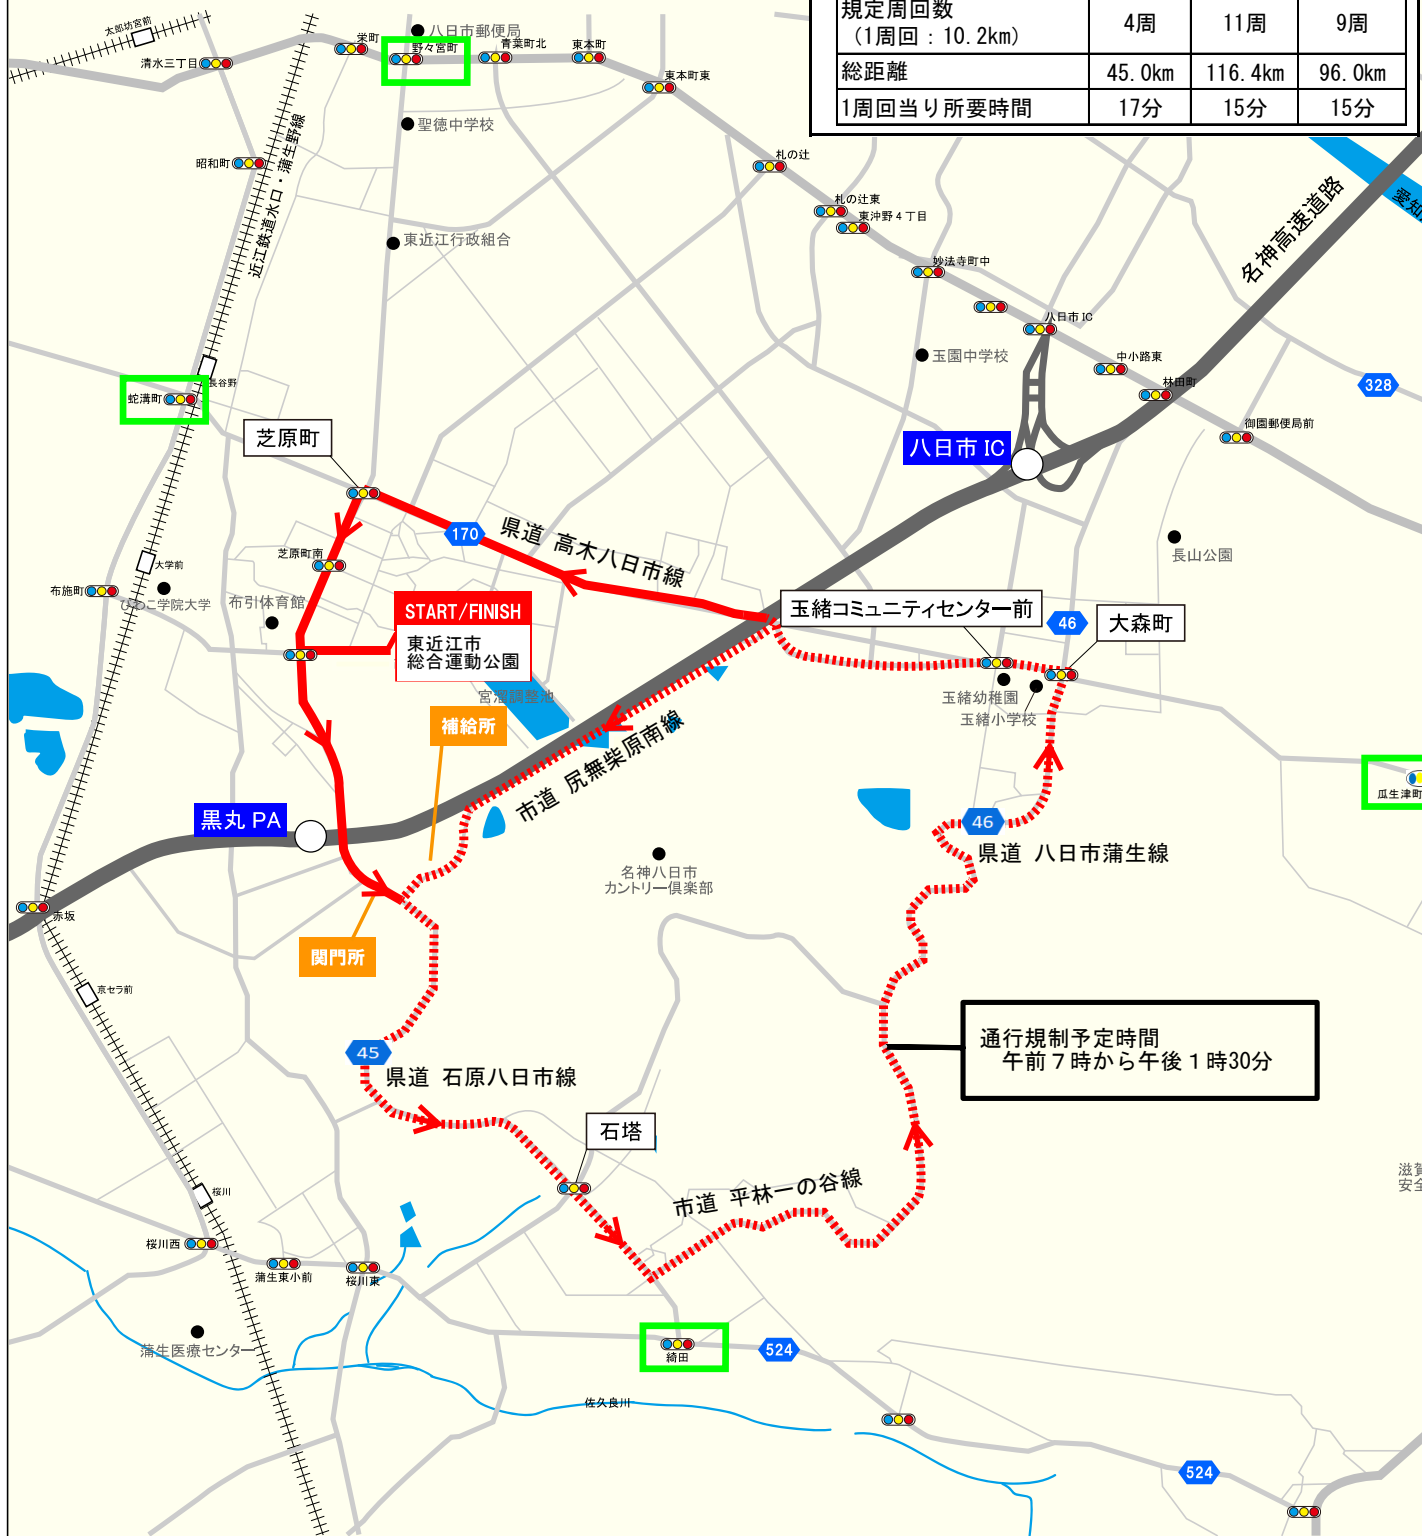 規定周回数
（1周回：10.2km）
4周 11周 9周
総距離 45.0km 116.4km 96.0km
1周回当り所要時間 17分 15分 15分
太郎坊宮前
清水三丁目
栄町
八日市郵便局
野々宮町
青葉町北
東本町
東本町東
聖徳中学校
昭和町
近江鉄道水口・蒲生野線
札の辻
札の辻東
東沖野４丁目
東近江行政組合
妙法寺町中
名神高速道路
愛知
八日市IC
玉園中学校
中小路東
林田町
328
長谷野
蛇溝町
芝原町
御園郵便局前
八日市 IC
170
県道 高木八日市線
長山公園
芝原町南
大学前
布施町
びわこ学院大学
布引体育館
START/FINISH
東近江市
総合運動公園
玉緒コミュニティセンター前
46
大森町
玉緒幼稚園
玉緒小学校
宮溜調整池
補給所
市道 尻無柴原南線
瓜生津町
黒丸 PA
46
県道 八日市蒲生線
名神八日市
カントリー倶楽部
赤坂
関門所
京セラ前
通行規制予定時間
午前７時から午後１時30分
45
県道 石原八日市線
石塔
滋賀
安全
桜川
市道 平林一の谷線
桜川西
蒲生東小前
桜川東
蒲生医療センター
綺田
524
佐久良川
524